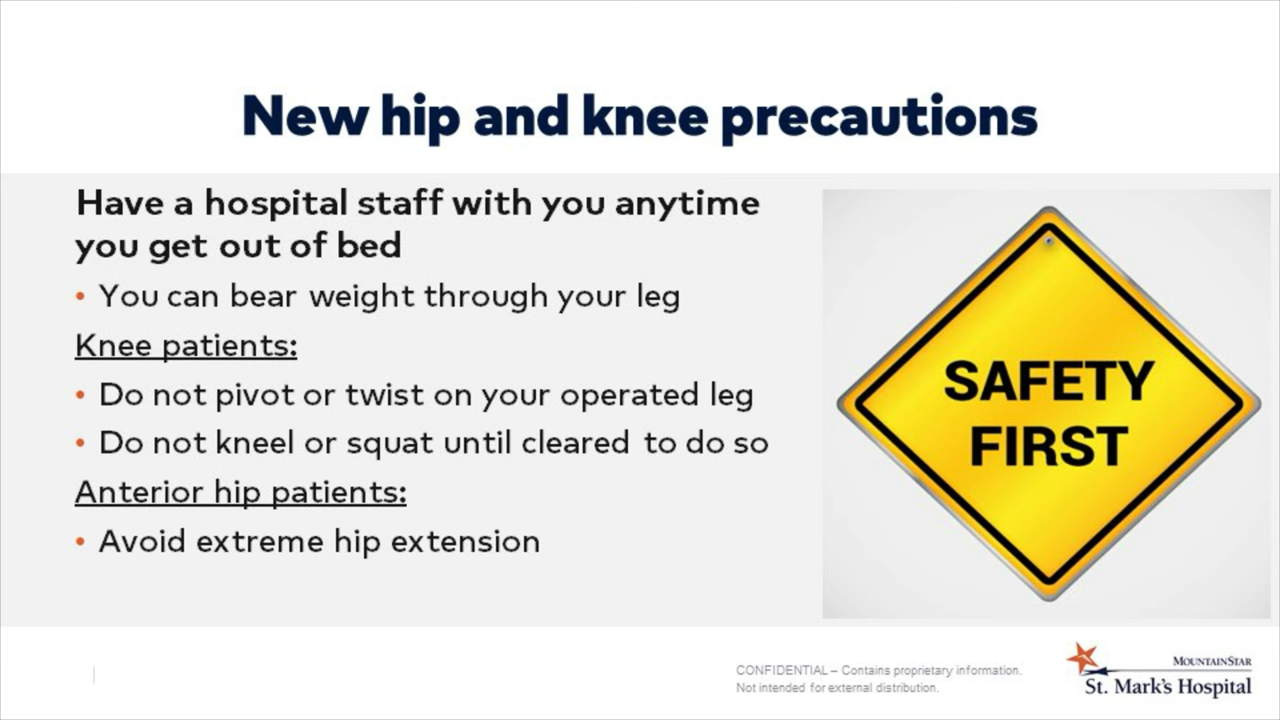 New hip and knee precautions
Have a hospital staff with you anytime
you get out of bed
• You can bear weight through your leg
Knee patients:
• Do not pivot or twist on your operated leg
• Do not kneel or squat until cleared to do so
Anterior hip patients:
• Avoid extreme hip extension
SAFETY
FIRST
CONFIDENTIAL – Contains proprietary information.
Not intended for external distribution.
MOUNTAINSTAR
St. Mark's Hospital